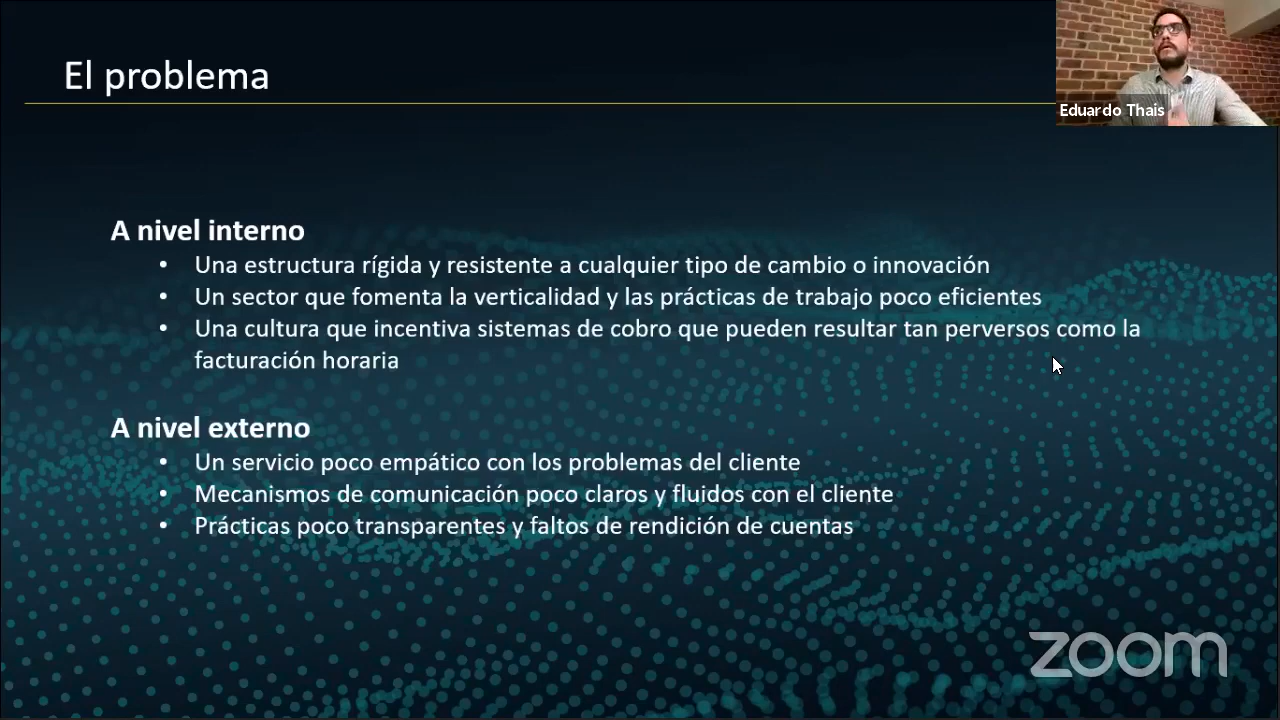 El problema
Eduardo Thais
A nivel interno
• Una estructura rígida y resistente a cualquier tipo de cambio o innovación
• Un sector que fomenta la verticalidad y las prácticas de trabajo poco eficientes
• Una cultura que incentiva sistemas de cobro que pueden resultar tan perversos como la
facturación horaria
A nivel externo
• Un servicio poco empático con los problemas del cliente
• Mecanismos de comunicación poco claros y fluidos con el cliente
• Prácticas poco transparentes y faltos de rendición de cuentas
zoom